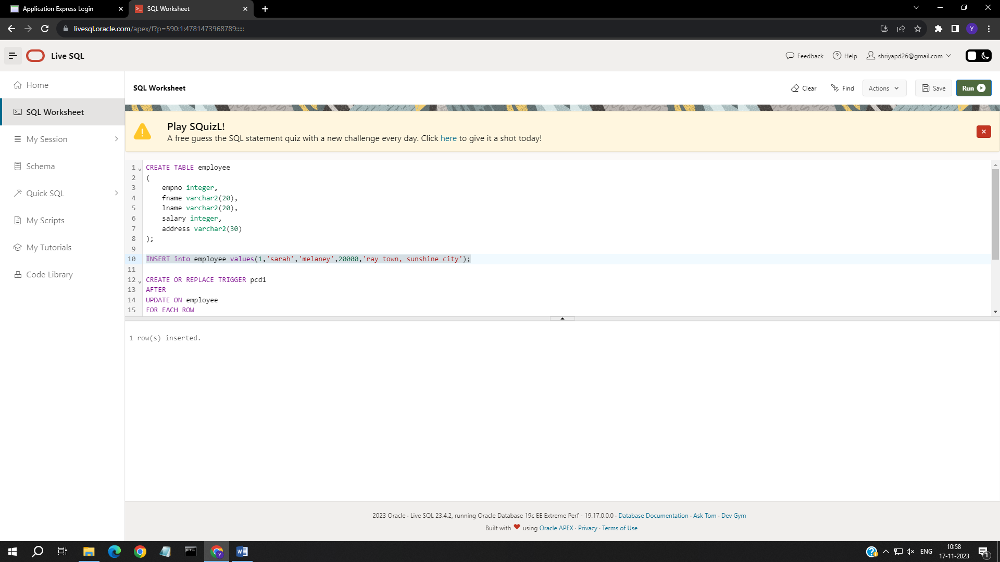 Application Express Login
SQL Worksheet
livesql.oracle.com/apex/f?p=590:1:4781473968789:::::
Y
Live SQL
Feedback
Help
shriyapd26@gmail.com
Home
SQL Worksheet
My Session
Schema
Quick SQL
My Scripts
My Tutorials
Code Library
SQL Worksheet
Clear
Find
Actions
Save
Run
Play SQuizL!
A free guess the SQL statement quiz with a new challenge every day. Click here to give it a shot today!
1 CREATE TABLE employee
2 (
3 empno integer,
4 fname varchar2(20),
5 lname varchar2(20),
6 salary integer,
7 address varchar2(30)
8 );
9
10 INSERT into employee values(1,'sarah','melaney',20000,'ray town, sunshine city');
11
12 CREATE OR REPLACE TRIGGER pcd1
13 AFTER
14 UPDATE ON employee
15 FOR EACH ROW
1 row(s) inserted.
2023 Oracle · Live SQL 23.4.2, running Oracle Database 19c EE Extreme Perf - 19.17.0.0.0 · Database Documentation · Ask Tom · Dev Gym
Built with ❤ using Oracle APEX · Privacy · Terms of Use
ENG
10:58
17-11-2023
1